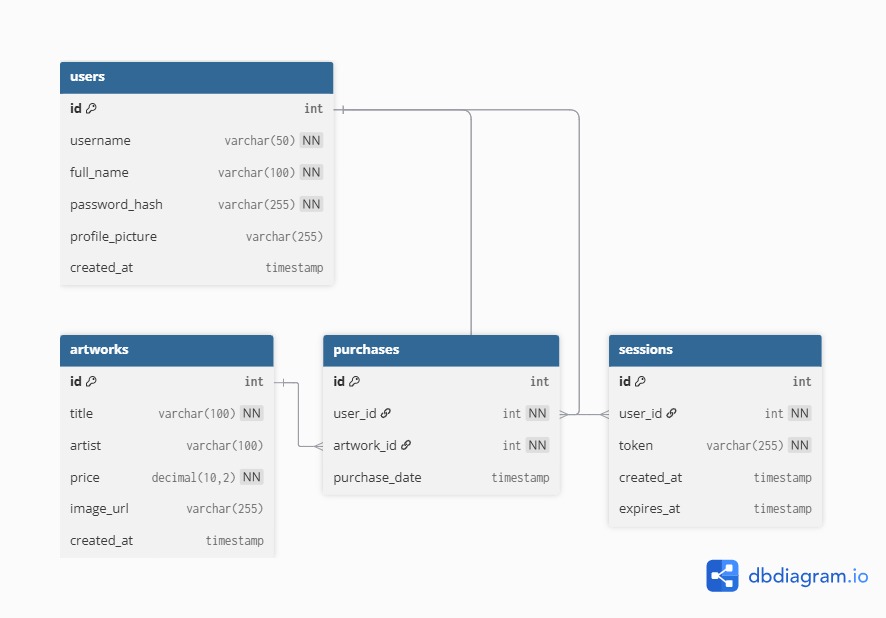 users
id int
username varchar(50) NN
full_name varchar(100) NN
password_hash varchar(255) NN
profile_picture varchar(255)
created_at timestamp
artworks
id int
title varchar(100) NN
artist varchar(100)
price decimal(10,2) NN
image_url varchar(255)
created_at timestamp
purchases
id int
user_id int NN
artwork_id int NN
purchase_date timestamp
sessions
id int
user_id int NN
token varchar(255) NN
created_at timestamp
expires_at timestamp
dbdiagram.io